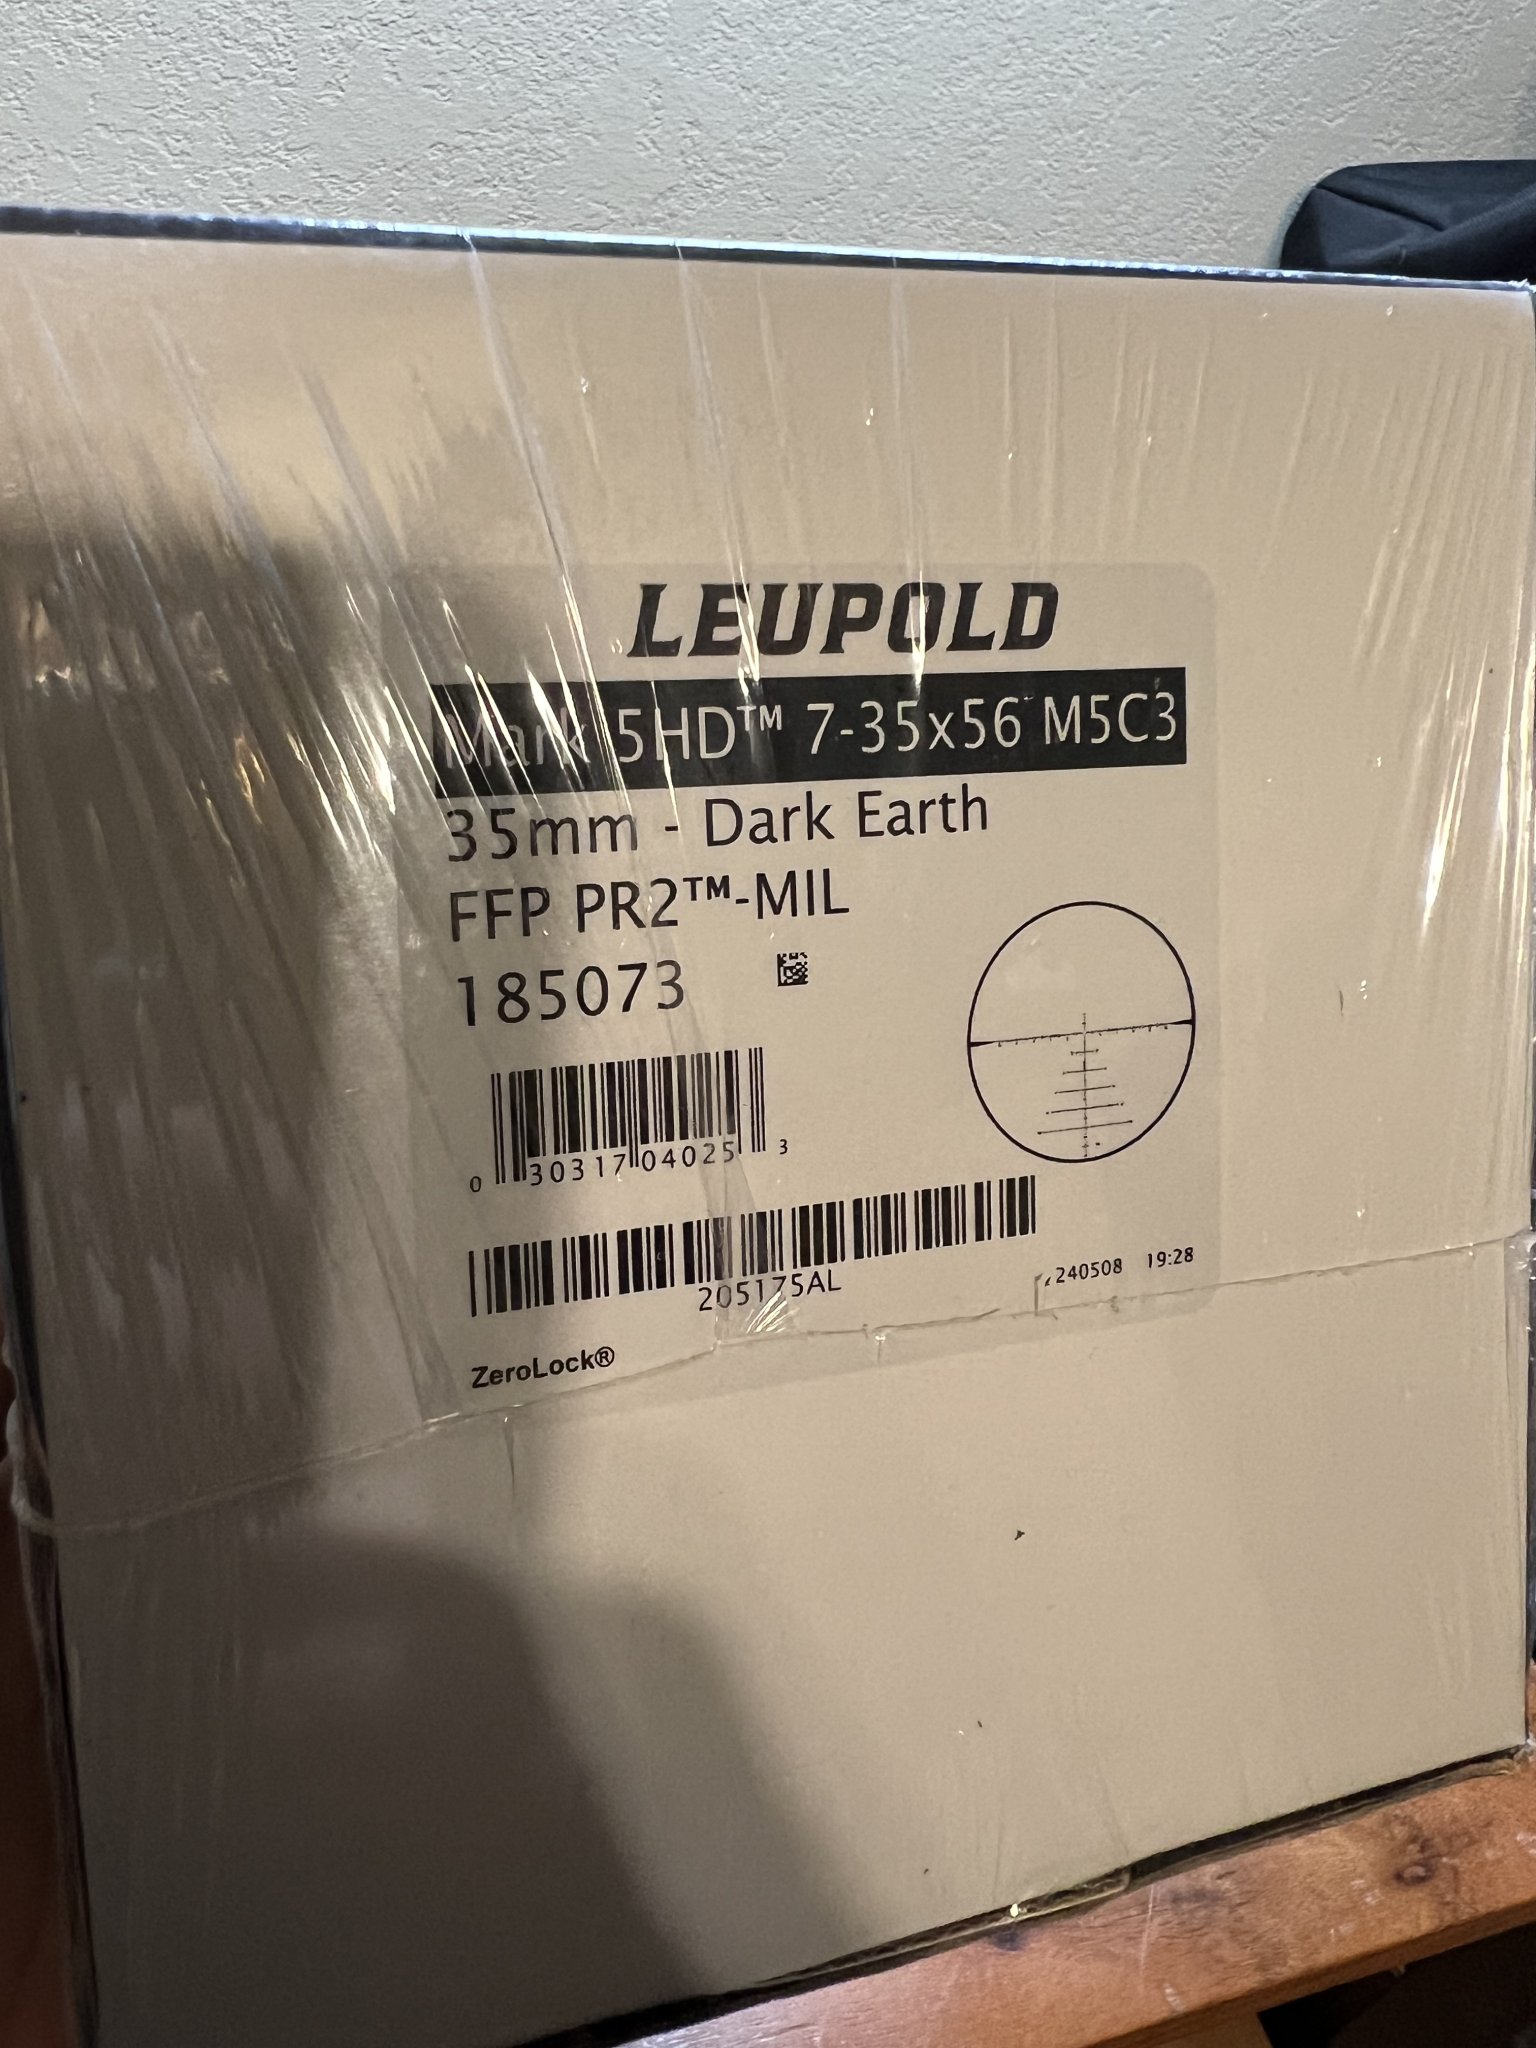 LEUPOLD
Mark 5HD™ 7-35x56 M5C3
35mm - Dark Earth
FFP PR2™-MIL
185073
0 30317 04025 3
205175AL
240508 19:28
ZeroLock®